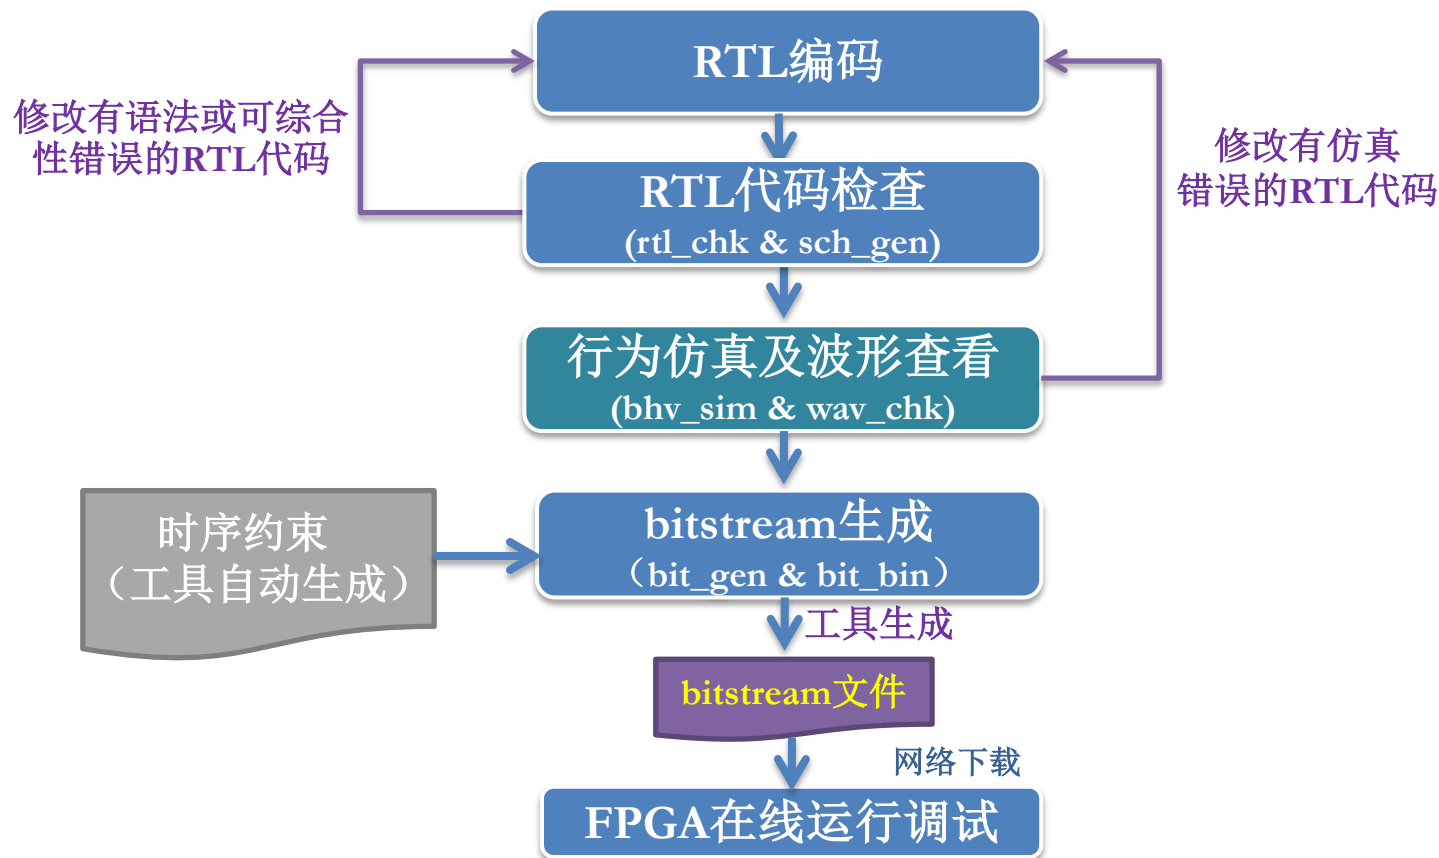 RTL编码
修改有语法或可综合
性错误的RTL代码
修改有仿真
错误的RTL代码
RTL代码检查
(rtl_chk & sch_gen)
行为仿真及波形查看
(bhv_sim & wav_chk)
时序约束
（工具自动生成）
bitstream生成
（bit_gen & bit_bin）
工具生成
bitstream文件
网络下载
FPGA在线运行调试